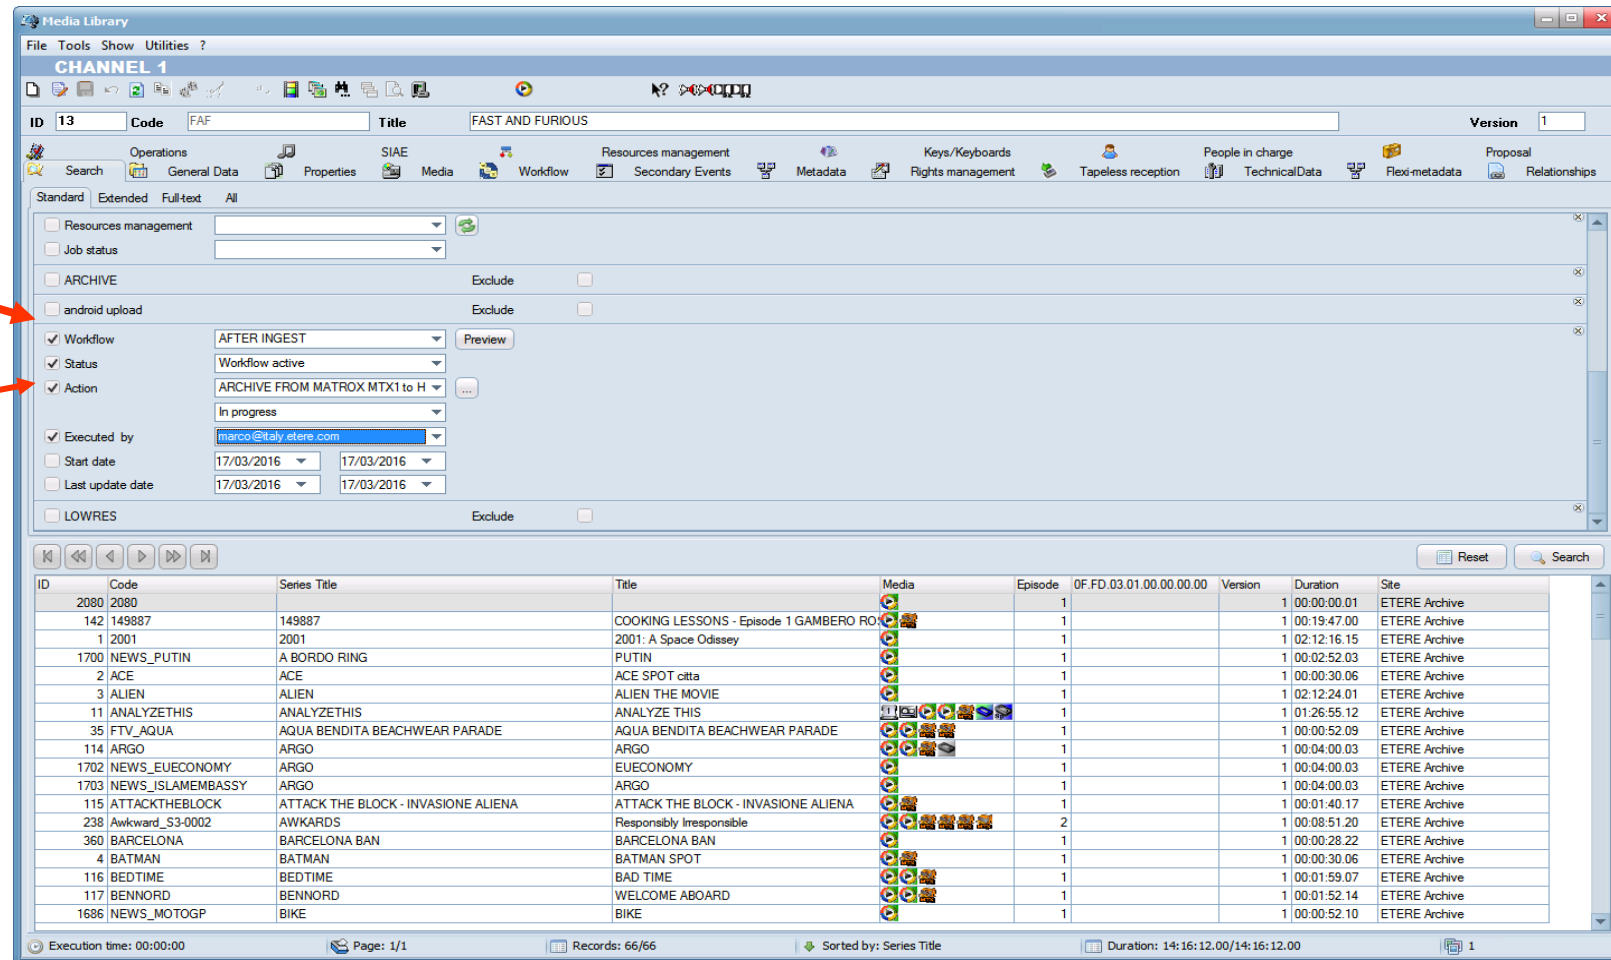 Media Library
File Tools Show Utilities ?
CHANNEL 1
ID 13 Code FAF Title FAST AND FURIOUS Version 1
Operations SIAE Resources management Keys/Keyboards People in charge Proposal
Search General Data Properties Media Workflow Secondary Events Metadata Rights management Tapeless reception TechnicalData Flexi-metadata Relationships
Standard Extended Full-text All
Resources management
Job status
ARCHIVE Exclude
android upload Exclude
Workflow AFTER INGEST Preview
Status Workflow active
Action ARCHIVE FROM MATROX MTX1 to H ...
In progress
Executed by marco@italy.etere.com
Start date 17/03/2016 17/03/2016
Last update date 17/03/2016 17/03/2016
LOWRES Exclude
Reset Search
ID Code Series Title Title Media Episode 0F.FD.03.01.00.00.00.00 Version Duration Site
2080 2080 1 1 00:00:00.01 ETERE Archive
142 149887 149887 COOKING LESSONS - Episode 1 GAMBERO ROS 1 1 00:19:47.00 ETERE Archive
1 2001 2001 2001: A Space Odissey 1 1 02:12:16.15 ETERE Archive
1700 NEWS_PUTIN A BORDO RING PUTIN 1 1 00:02:52.03 ETERE Archive
2 ACE ACE ACE SPOT citta 1 1 00:00:30.06 ETERE Archive
3 ALIEN ALIEN ALIEN THE MOVIE 1 1 02:12:24.01 ETERE Archive
11 ANALYZETHIS ANALYZETHIS ANALYZE THIS 1 1 01:26:55.12 ETERE Archive
35 FTV_AQUA AQUA BENDITA BEACHWEAR PARADE AQUA BENDITA BEACHWEAR PARADE 1 1 00:00:52.09 ETERE Archive
114 ARGO ARGO ARGO 1 1 00:04:00.03 ETERE Archive
1702 NEWS_EUECONOMY ARGO EUECONOMY 1 1 00:04:00.03 ETERE Archive
1703 NEWS_ISLAMEMBASSY ARGO ARGO 1 1 00:04:00.03 ETERE Archive
115 ATTACKTHEBLOCK ATTACK THE BLOCK - INVASIONE ALIENA ATTACK THE BLOCK - INVASIONE ALIENA 1 1 00:01:40.17 ETERE Archive
238 Awkward_S3-0002 AWKARDS Responsibly Irresponsible 2 1 00:08:51.20 ETERE Archive
360 BARCELONA BARCELONA BAN BARCELONA BAN 1 1 00:00:28.22 ETERE Archive
4 BATMAN BATMAN BATMAN SPOT 1 1 00:00:30.06 ETERE Archive
116 BEDTIME BEDTIME BAD TIME 1 1 00:01:59.07 ETERE Archive
117 BENNORD BENNORD WELCOME ABOARD 1 1 00:01:52.14 ETERE Archive
1686 NEWS_MOTOGP BIKE BIKE 1 1 00:00:52.10 ETERE Archive
Execution time: 00:00:00 Page: 1/1 Records: 66/66 Sorted by: Series Title Duration: 14:16:12.00/14:16:12.00 1